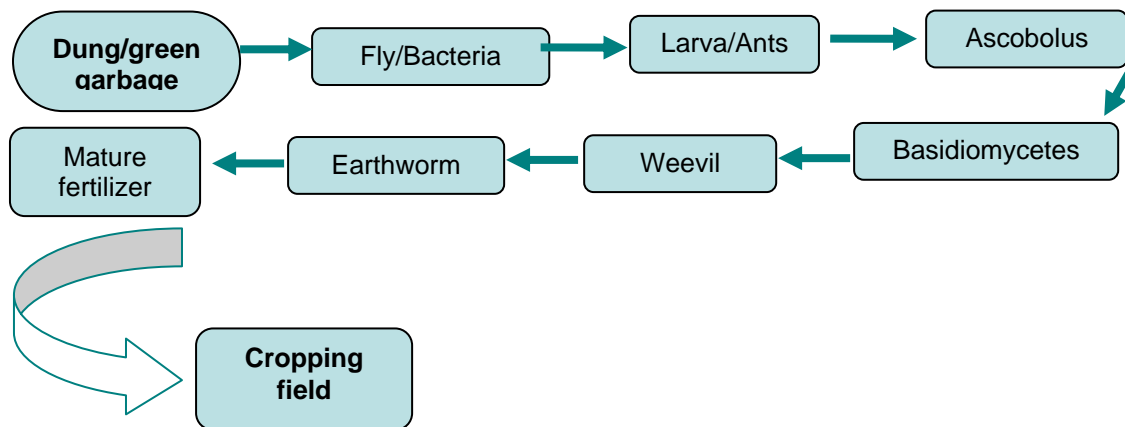 Dung/green
garbage
Fly/Bacteria
Larva/Ants
Ascobolus
Basidiomycetes
Weevil
Earthworm
Mature
fertilizer
Cropping
field